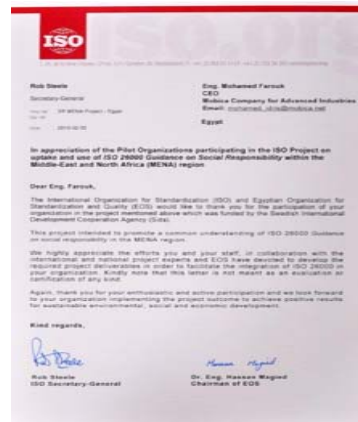 ISO
Rob Steele
Secretary-General
SR MENA Project - Egypt
Eng. Mohamed Farouk
CEO
Mobica Company for Advanced Industries
Email:
Egypt
In appreciation of the Pilot Organizations participating in the ISO Project on
uptake and use of ISO 26000 Guidance on Social Responsibility within the
Middle-East and North Africa (MENA) region
Dear Eng. Farouk,
The International Organization for Standardization (ISO) and Egyptian Organization for
Standardization and Quality (EOS) would like to thank you for the participation of your
organization in the project mentioned above which was funded by the Swedish International
Development Cooperation Agency (Sida).
This project intended to promote a common understanding of ISO 26000 Guidance
on social responsibility in the MENA region.
We highly appreciate the efforts you and your staff, in collaboration with the
international and national project experts and EOS have devoted to develop the
required project deliverables in order to facilitate the integration of ISO 26000 in
your organization. Kindly note that this letter is not meant as an evaluation or
certification of any kind.
Again, thank you for your enthusiastic and active participation and we look forward
to your organization implementing the project outcome to achieve positive results
for sustainable environmental, social and economic development.
Kind regards,
Rob Steele
ISO Secretary-General
Hassan Magied
Dr. Eng. Hassan Magied
Chairman of EOS